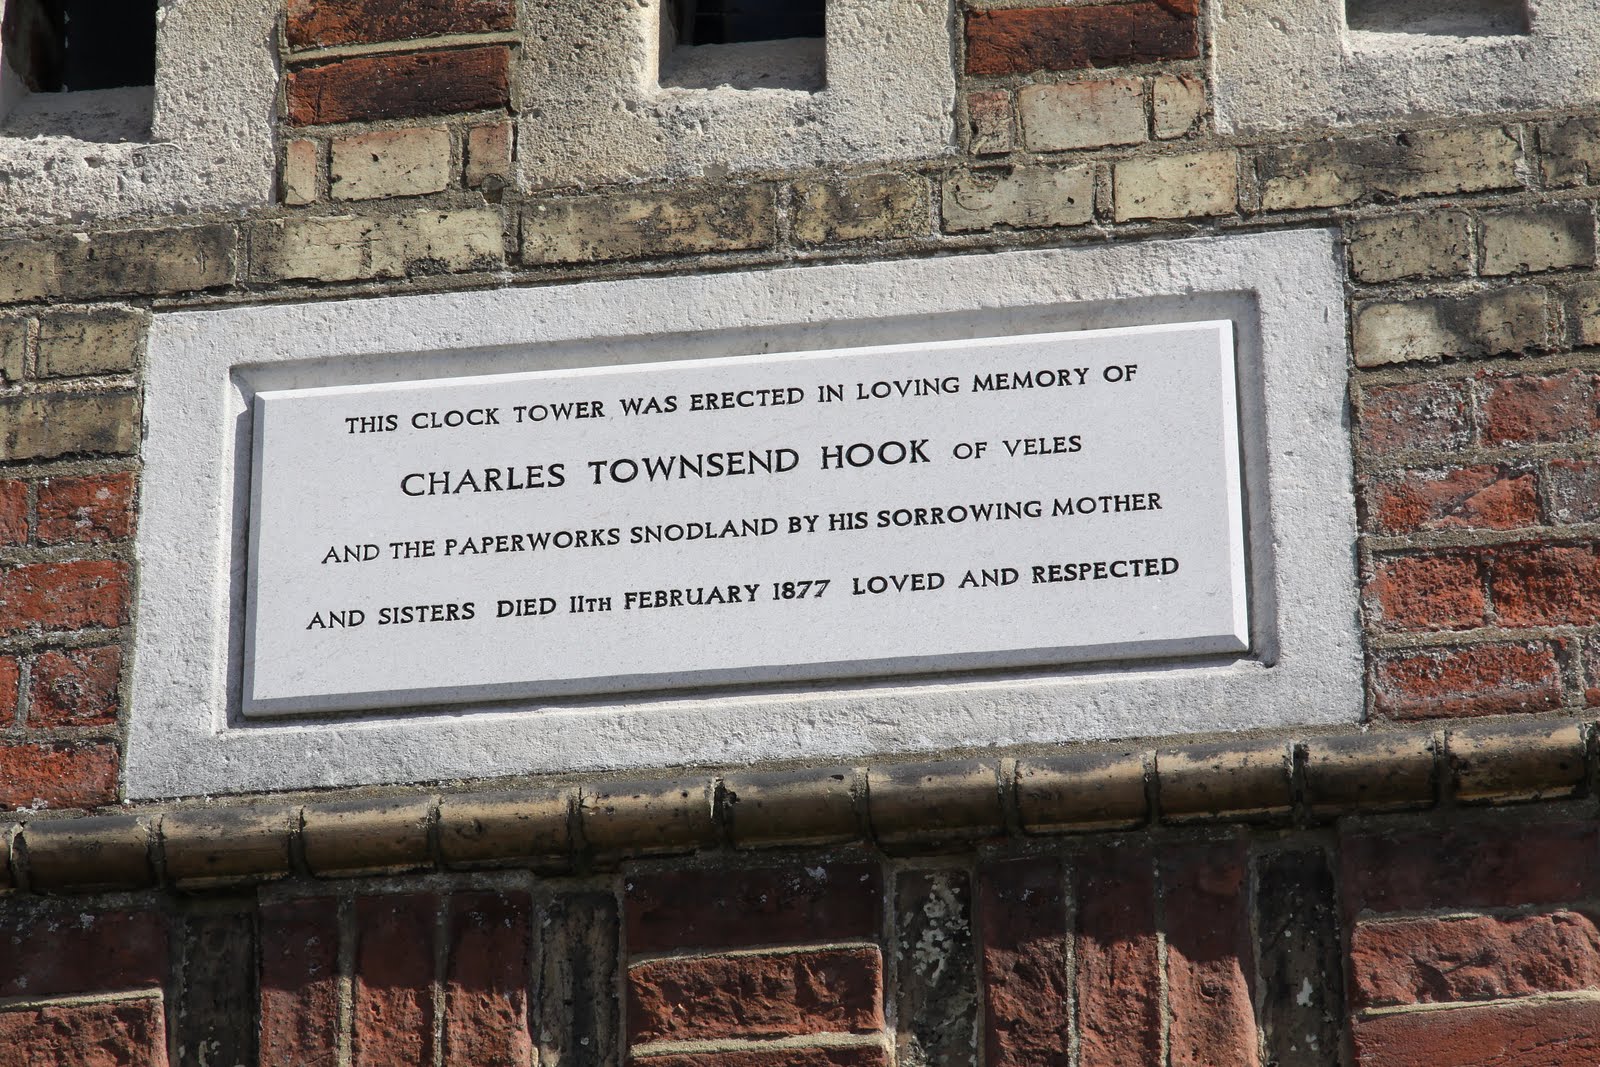 THIS CLOCK TOWER WAS ERECTED IN LOVING MEMORY OF
CHARLES TOWNSEND HOOK OF VELES
AND THE PAPERWORKS SNODLAND BY HIS SORROWING MOTHER
AND SISTERS DIED 11TH FEBRUARY 1877 LOVED AND RESPECTED